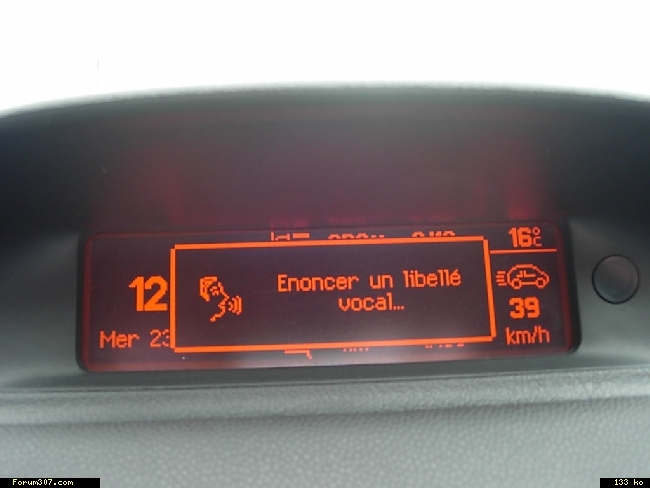 16°C
12
Enoncer un libellé
vocal...
39
Mer 23
km/h
Forum307.com
133 ko